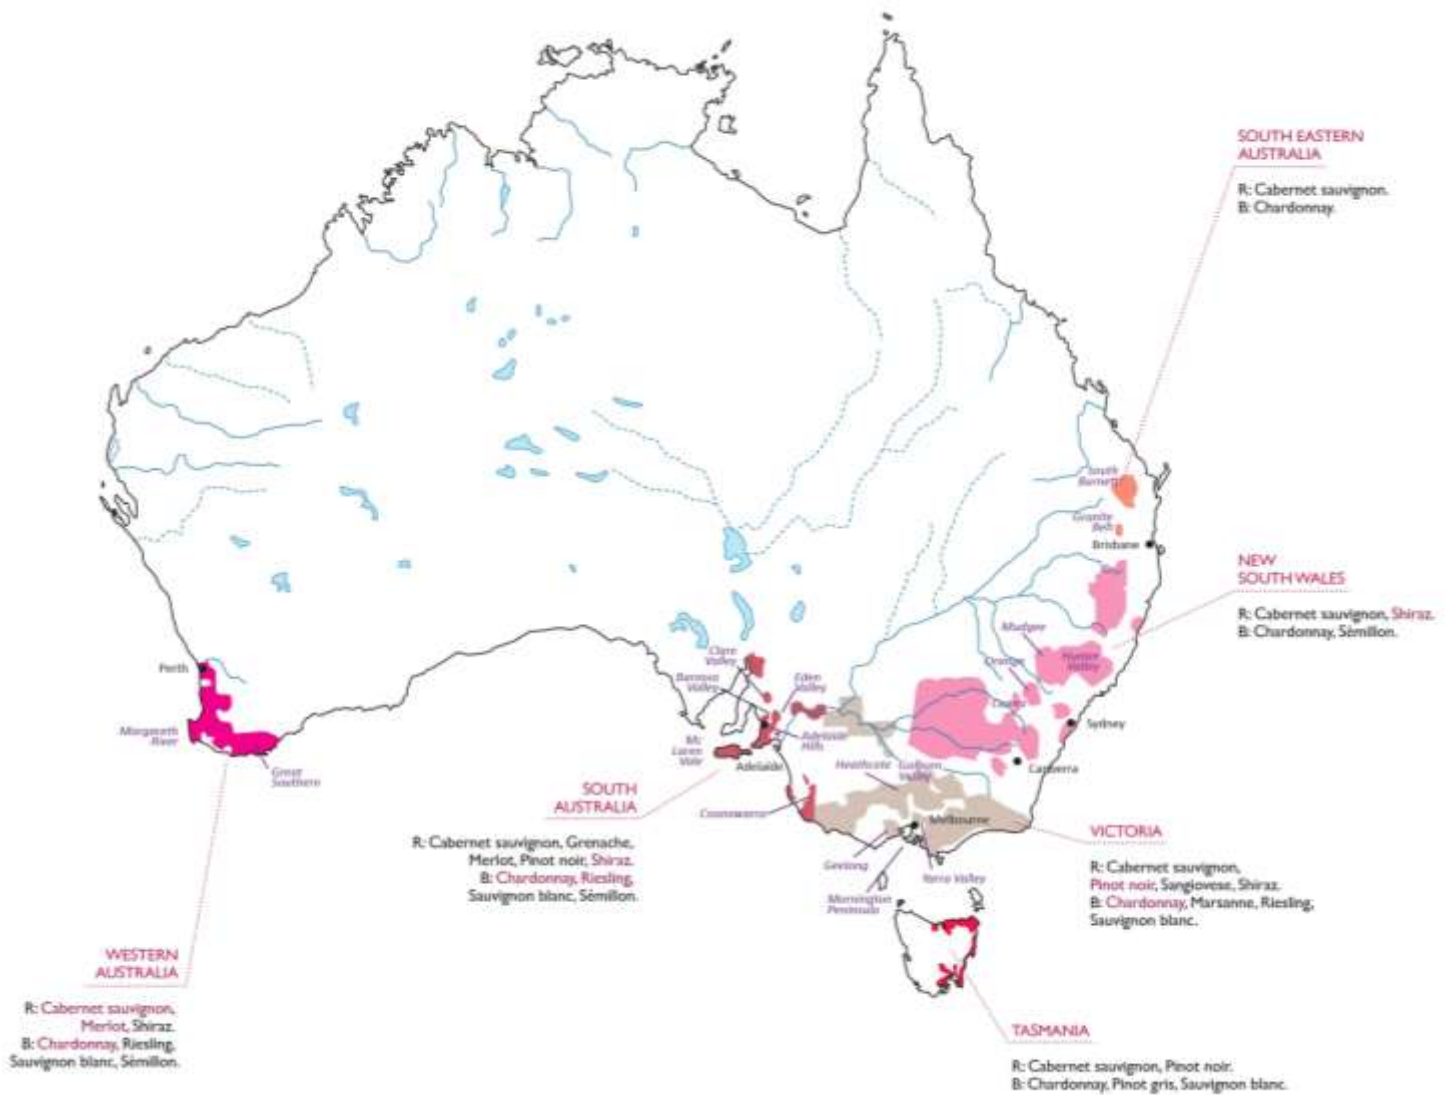 SOUTH EASTERN
AUSTRALIA
R: Cabernet sauvignon.
B: Chardonnay.
South
Burnett
Granite
Belt
Brisbane
NEW
SOUTH WALES
R: Cabernet sauvignon, Shiraz.
B: Chardonnay, Sémillon.
Mudgee
Hunter
Valley
Orange
Sydney
Canberra
Perth
Margareth
River
Great
Southern
Clare
Valley
Barossa
Valley
Eden
Valley
Adelaide
Hills
Mc
Laren
Vale
Adelaide
Heathcote
Goulburn
Valley
Coonawarra
SOUTH
AUSTRALIA
R: Cabernet sauvignon, Grenache,
Merlot, Pinot noir, Shiraz.
B: Chardonnay, Riesling,
Sauvignon blanc, Sémillon.
Melbourne
Geelong
Yarra Valley
Mornington
Peninsula
VICTORIA
R: Cabernet sauvignon,
Pinot noir, Sangiovese, Shiraz.
B: Chardonnay, Marsanne, Riesling,
Sauvignon blanc.
WESTERN
AUSTRALIA
R: Cabernet sauvignon,
Merlot, Shiraz.
B: Chardonnay, Riesling,
Sauvignon blanc, Sémillon.
TASMANIA
R: Cabernet sauvignon, Pinot noir.
B: Chardonnay, Pinot gris, Sauvignon blanc.